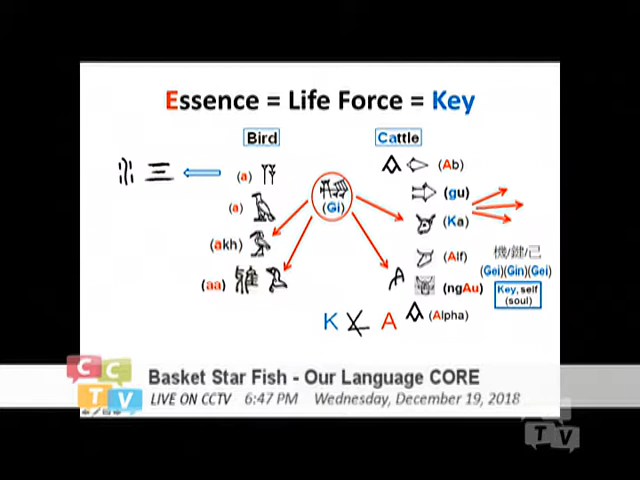 Essence = Life Force = Key
Bird
Cattle
(a)
(Ab)
(a)
(Gi)
(gu)
(Ka)
(akh)
(Alf)
機/鍵/己
(Gei)(Gin)(Gei)
(aa)
(ngAu)
Key, self
(soul)
K A
(Alpha)
CCTV
Basket Star Fish - Our Language CORE
LIVE ON CCTV 6:47 PM Wednesday, December 19, 2018
TV